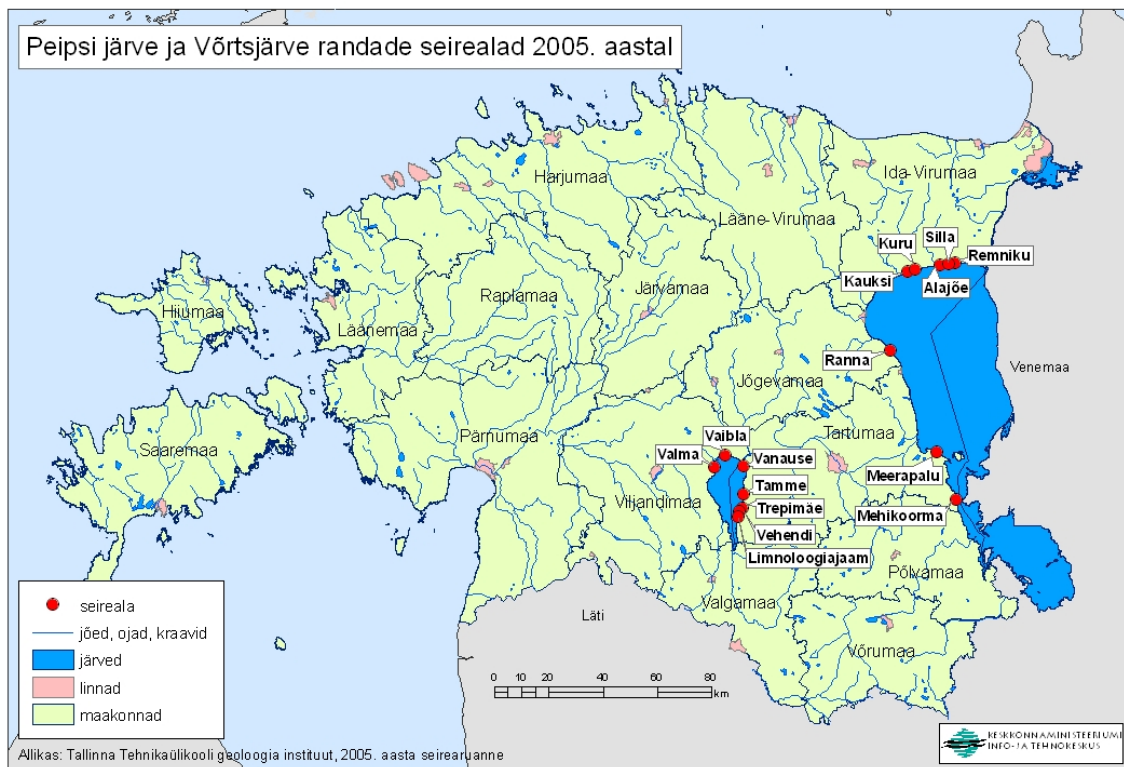 Peipsi järve ja Võrtsjärve randade seirealad 2005. aastal
Harjumaa
Ida-Virumaa
Lääne-Virumaa
Silla
Kuru
Remniku
Kauksi
Alajõe
Hiiumaa
Läänemaa
Raplamaa
Järvamaa
Ranna
Venemaa
Jõgevamaa
Saaremaa
Pärnumaa
Tartumaa
Vaibla
Valma
Vanause
Meerapalu
Tamme
Viljandimaa
Mehikoorma
Trepimäe
Vehendi
Limnoloogiajaam
Põlvamaa
Valgamaa
Läti
Võrumaa
seireala
jõed, ojad, kraavid
järved
linnad
maakonnad
0 20 40 60 80
km
Allikas: Tallinna Tehnikaülikooli geoloogia instituut, 2005. aasta seirearuanne
KESKKONNAMINISTEERIUMI
INFO- JA TEHNOKESKUS